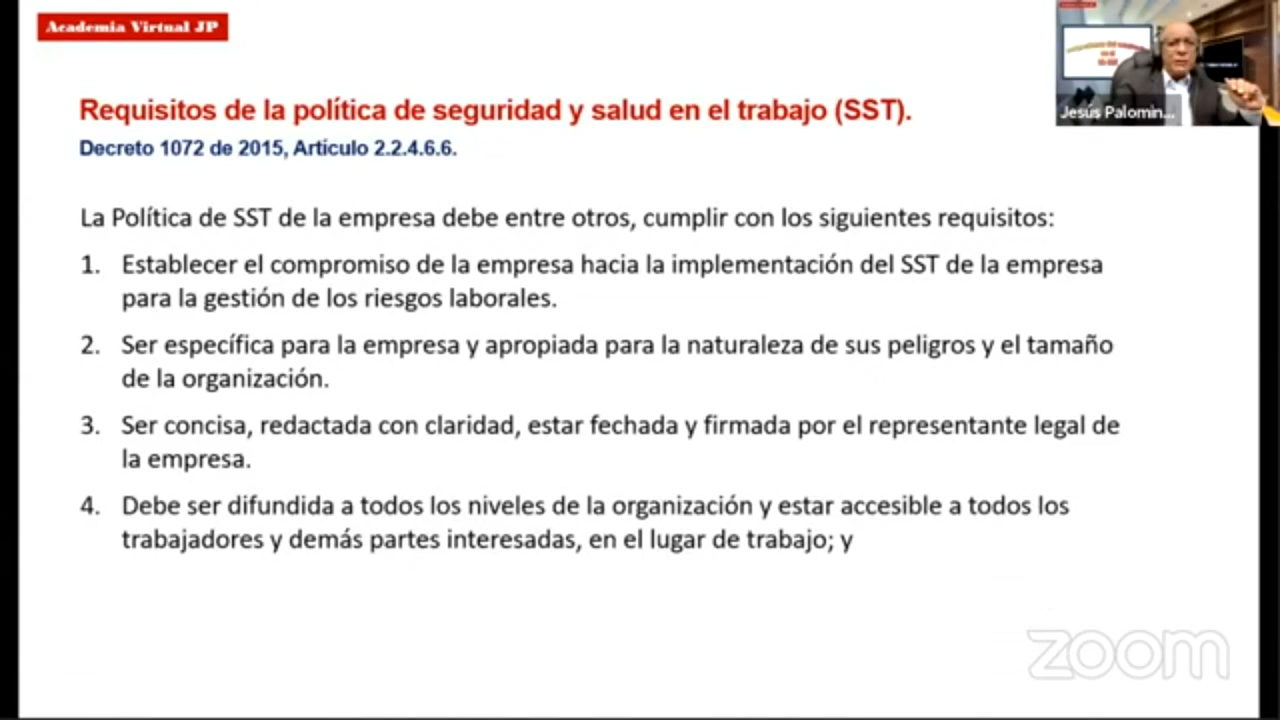 Academia Virtual JP
Jesús Palomin...
Requisitos de la política de seguridad y salud en el trabajo (SST).
Decreto 1072 de 2015, Artículo 2.2.4.6.6.
La Política de SST de la empresa debe entre otros, cumplir con los siguientes requisitos:
1. Establecer el compromiso de la empresa hacia la implementación del SST de la empresa
para la gestión de los riesgos laborales.
2. Ser específica para la empresa y apropiada para la naturaleza de sus peligros y el tamaño
de la organización.
3. Ser concisa, redactada con claridad, estar fechada y firmada por el representante legal de
la empresa.
4. Debe ser difundida a todos los niveles de la organización y estar accesible a todos los
trabajadores y demás partes interesadas, en el lugar de trabajo; y
zoom